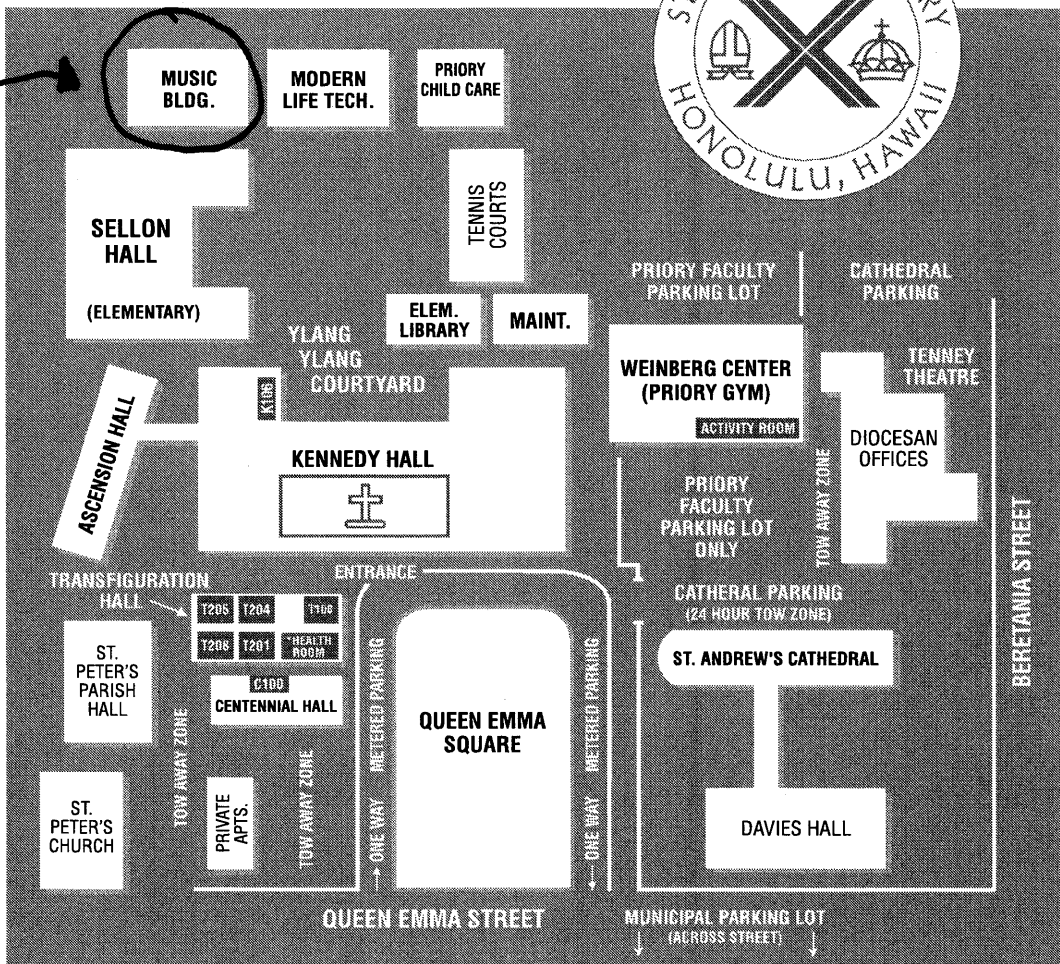 HONOLULU, HAWAII
MUSIC
BLDG.
MODERN
LIFE TECH.
PRIORY
CHILD CARE
SELLON
HALL
(ELEMENTARY)
TENNIS
COURTS
PRIORY FACULTY
PARKING LOT
CATHEDRAL
PARKING
ELEM.
LIBRARY
MAINT.
YLANG
YLANG
COURTYARD
WEINBERG CENTER
(PRIORY GYM)
ACTIVITY ROOM
TENNEY
THEATRE
DIOCESAN
OFFICES
ASCENSION HALL
KENNEDY HALL
PRIORY
FACULTY
PARKING LOT
ONLY
TOW AWAY ZONE
BERETANIA STREET
ENTRANCE
TRANSFIGURATION
HALL
T205
T204
T201
*HEALTH
ROOM
CATHERAL PARKING
(24 HOUR TOW ZONE)
ST.
PETER'S
PARISH
HALL
C100
CENTENNIAL HALL
ST. ANDREW'S CATHEDRAL
QUEEN EMMA
SQUARE
METERED PARKING
METERED PARKING
TOW AWAY ZONE
TOW AWAY ZONE
ST.
PETER'S
CHURCH
PRIVATE
APTS.
ONE WAY
ONE WAY
DAVIES HALL
QUEEN EMMA STREET
MUNICIPAL PARKING LOT
(ACROSS STREET)